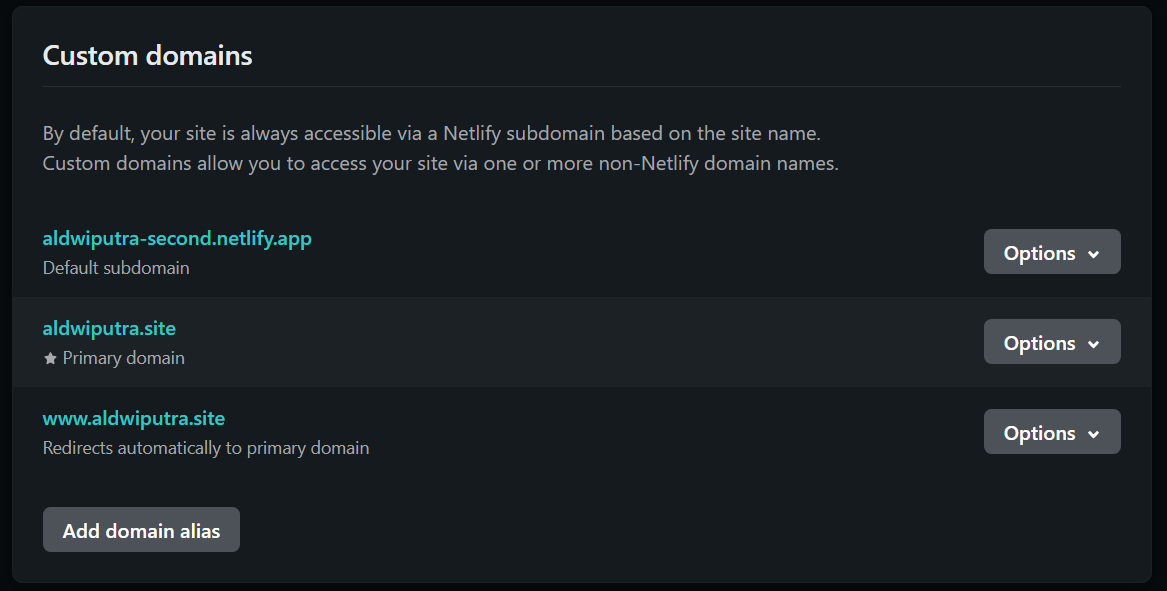 Custom domains
By default, your site is always accessible via a Netlify subdomain based on the site name.
Custom domains allow you to access your site via one or more non-Netlify domain names.
aldwiputra-second.netlify.app
Default subdomain
Options
aldwiputra.site
★ Primary domain
Options
www.aldwiputra.site
Redirects automatically to primary domain
Options
Add domain alias